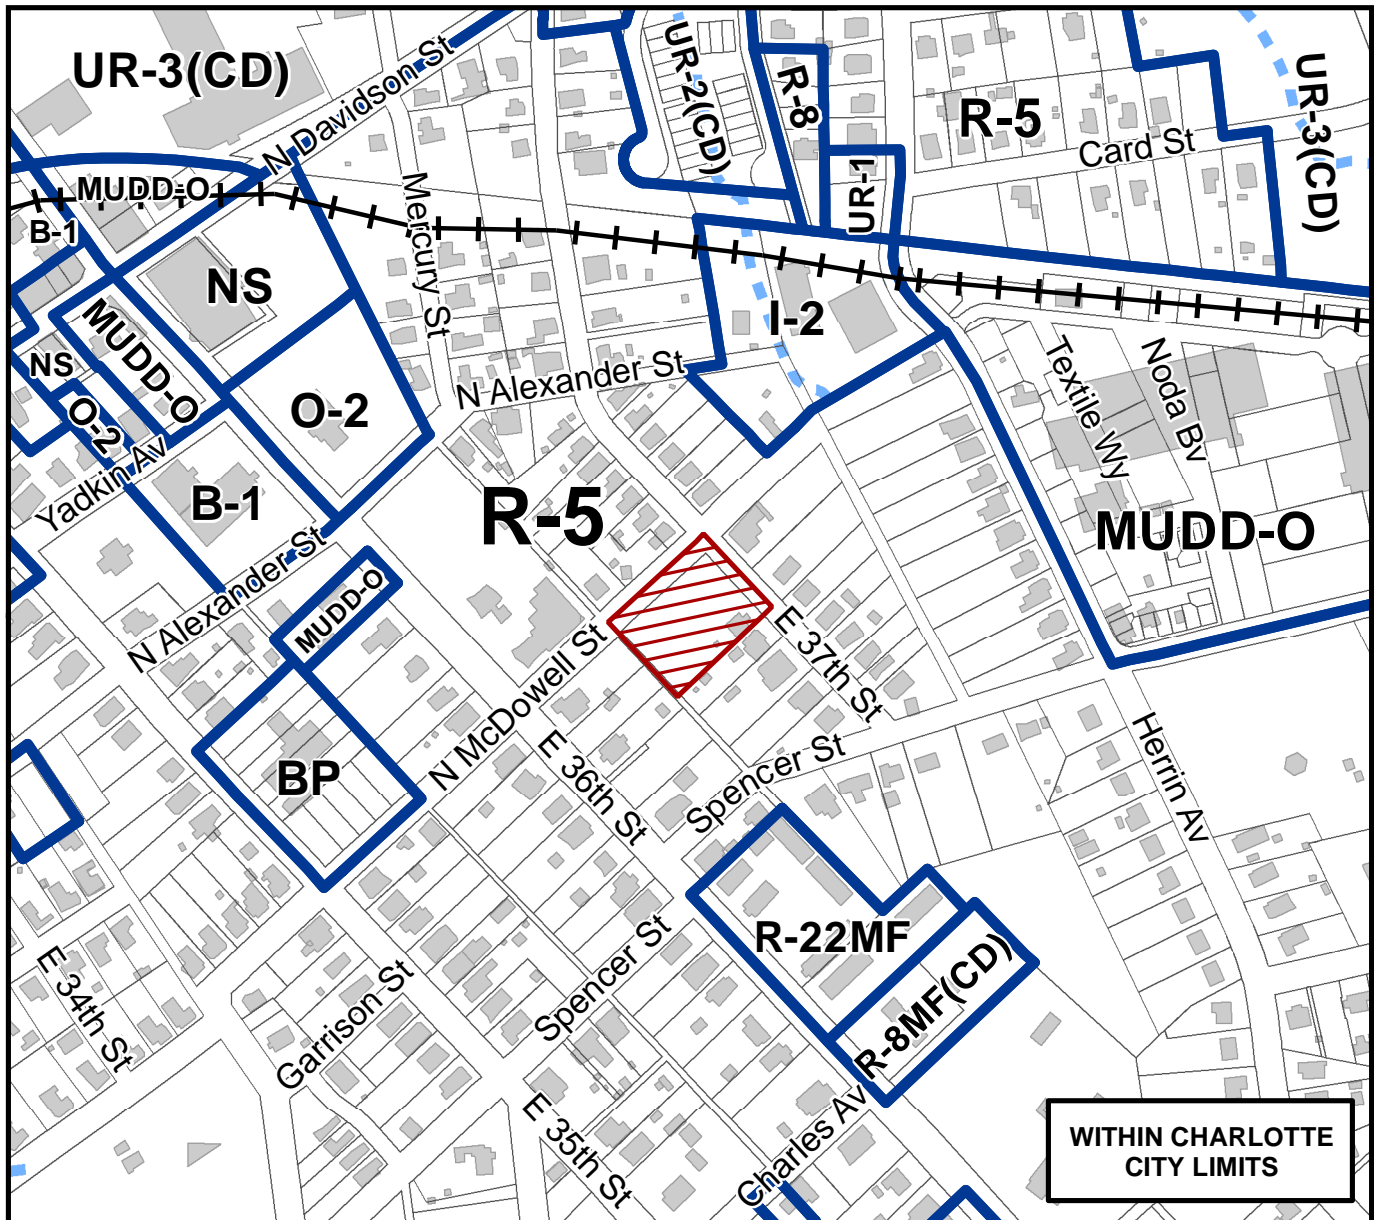 UR-3(CD)
N Davidson St
UR-2(CD)
R-8
R-5
Card St
UR-3(CD)
MUDD-O
B-1
Mercury St
UR-1
NS
I-2
MUDD-O
NS
O-2
N Alexander St
O-2
Textile Wy
Noda Bv
Yadkin Av
B-1
R-5
MUDD-O
N Alexander St
MUDD-O
N McDowell St
E 37th St
BP
E 36th St
Spencer St
Herrin Av
R-22MF
E 34th St
Garrison St
Spencer St
R-8MF(CD)
E 35th St
Charles Av
WITHIN CHARLOTTE
CITY LIMITS